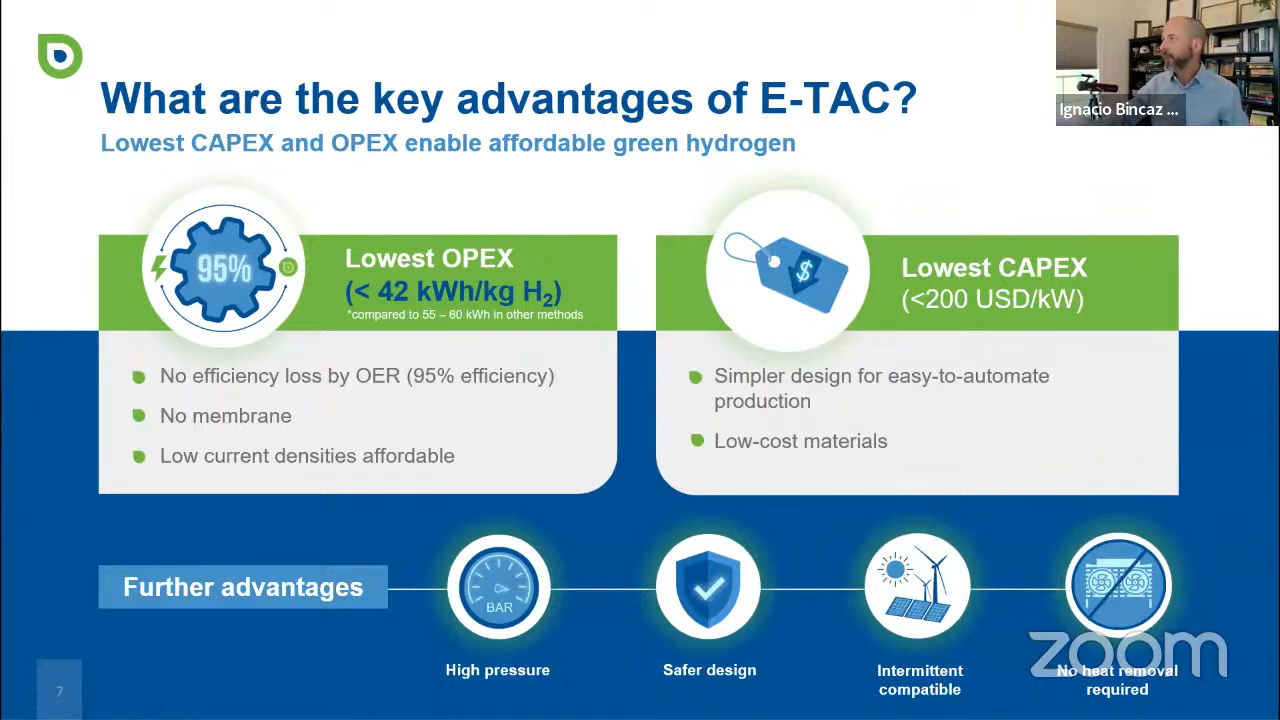 What are the key advantages of E-TAC?
Lowest CAPEX and OPEX enable affordable green hydrogen
Ignacio Bincaz ...
95%
Lowest OPEX
(< 42 kWh/kg H₂)
*compared to 55 – 60 kWh in other methods
No efficiency loss by OER (95% efficiency)
No membrane
Low current densities affordable
$
Lowest CAPEX
(<200 USD/kW)
Simpler design for easy-to-automate
production
Low-cost materials
Further advantages
BAR
High pressure
Safer design
Intermittent
compatible
No heat removal
required
zoom
7